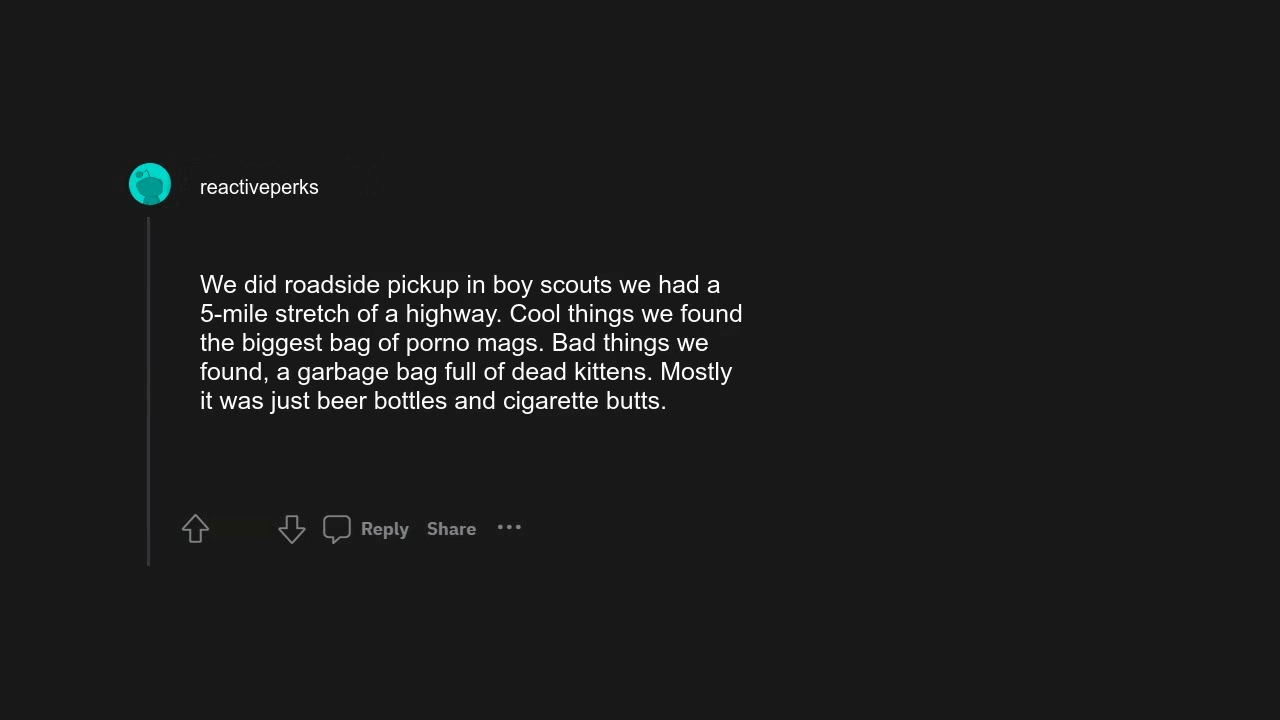 reactiveperks
We did roadside pickup in boy scouts we had a
5-mile stretch of a highway. Cool things we found
the biggest bag of porno mags. Bad things we
found, a garbage bag full of dead kittens. Mostly
it was just beer bottles and cigarette butts.
Reply Share